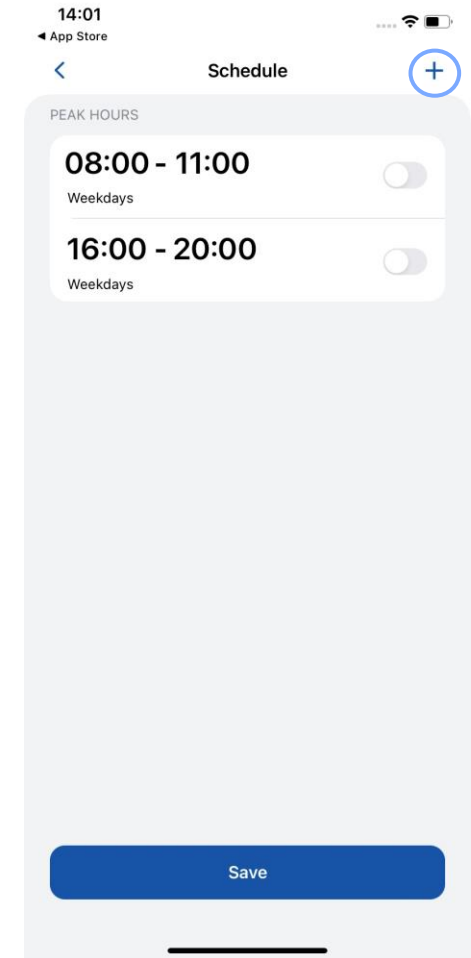 14:01
◀ App Store
Schedule
PEAK HOURS
08:00 - 11:00
Weekdays
16:00 - 20:00
Weekdays
Save